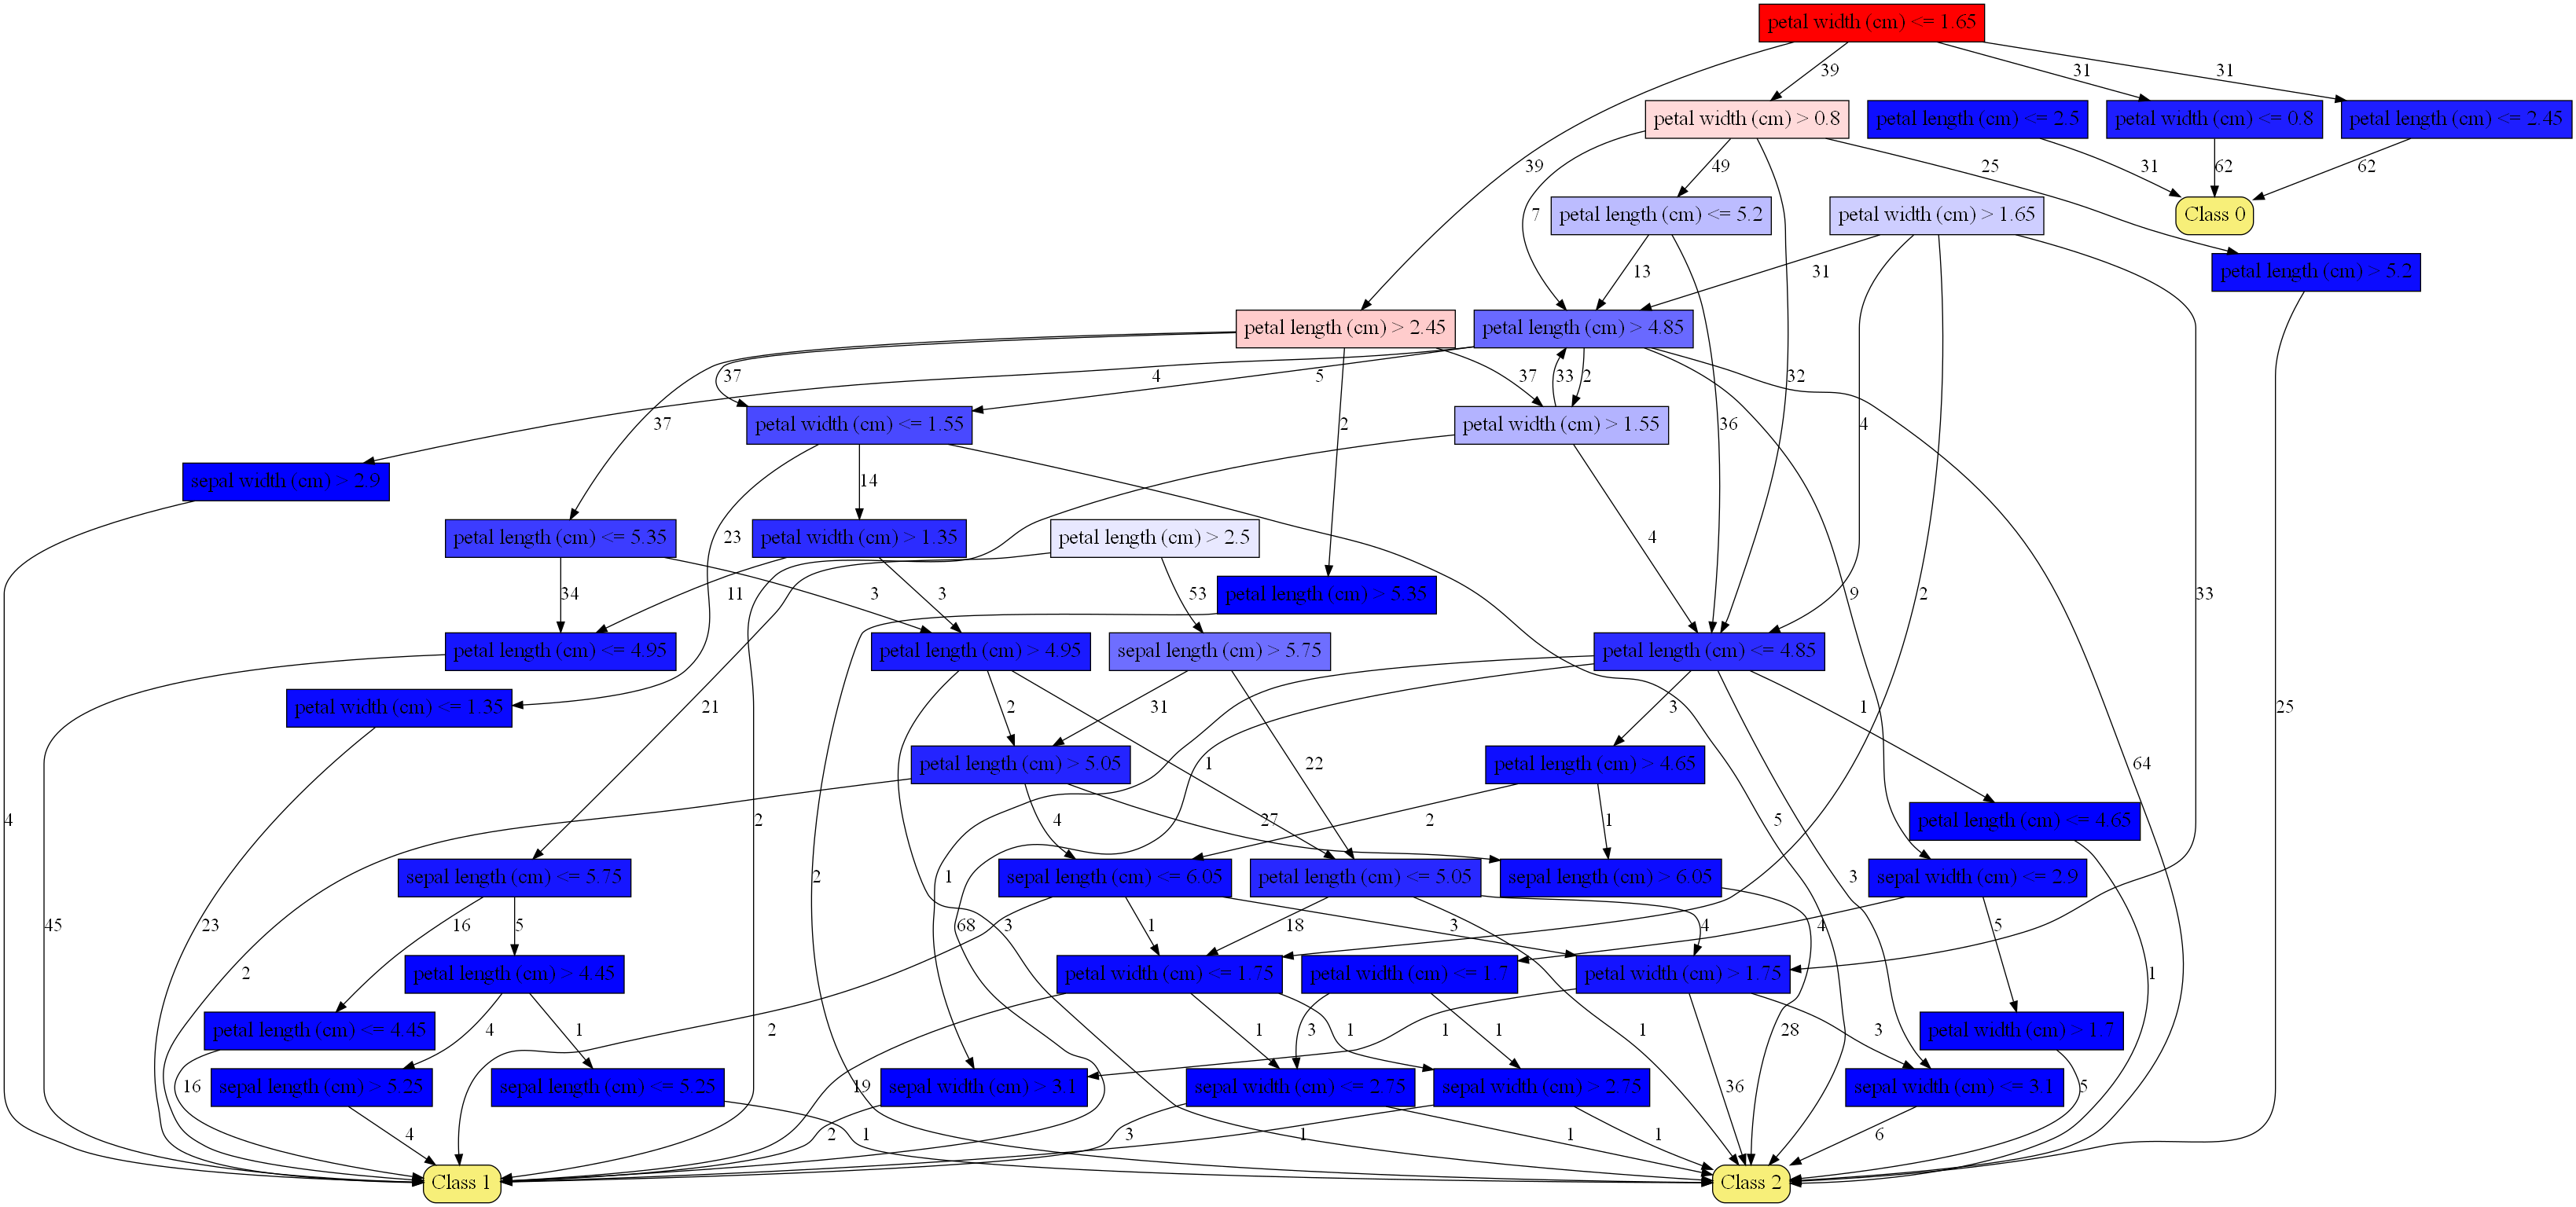 petal width (cm) <= 1.65
39
31
31
petal width (cm) > 0.8
petal length (cm) <= 2.5
petal width (cm) <= 0.8
petal length (cm) <= 2.45
39
49
25
31
62
62
7
petal length (cm) <= 5.2
petal width (cm) > 1.65
Class 0
13
31
petal length (cm) > 5.2
petal length (cm) > 2.45
petal length (cm) > 4.85
37
4
5
37
33
2
32
37
petal width (cm) <= 1.55
2
petal width (cm) > 1.55
36
4
sepal width (cm) > 2.9
14
23
petal length (cm) <= 5.35
petal width (cm) > 1.35
petal length (cm) > 2.5
4
34
11
3
3
53
petal length (cm) > 5.35
9
2
33
petal length (cm) <= 4.95
petal length (cm) > 4.95
sepal length (cm) > 5.75
petal length (cm) <= 4.85
petal width (cm) <= 1.35
21
2
31
3
1
25
petal length (cm) > 5.05
1
22
petal length (cm) > 4.65
64
4
2
4
27
2
1
5
petal length (cm) <= 4.65
sepal length (cm) <= 5.75
2
1
sepal length (cm) <= 6.05
petal length (cm) <= 5.05
sepal length (cm) > 6.05
3
sepal width (cm) <= 2.9
45
23
16
5
68
3
1
18
3
4
4
5
2
petal length (cm) > 4.45
petal width (cm) <= 1.75
petal width (cm) <= 1.7
petal width (cm) > 1.75
1
petal length (cm) <= 4.45
4
1
2
1
3
1
1
1
1
28
3
petal width (cm) > 1.7
16
sepal length (cm) > 5.25
sepal length (cm) <= 5.25
19
sepal width (cm) > 3.1
sepal width (cm) <= 2.75
sepal width (cm) > 2.75
36
sepal width (cm) <= 3.1
5
4
2
1
3
1
1
1
6
Class 1
Class 2